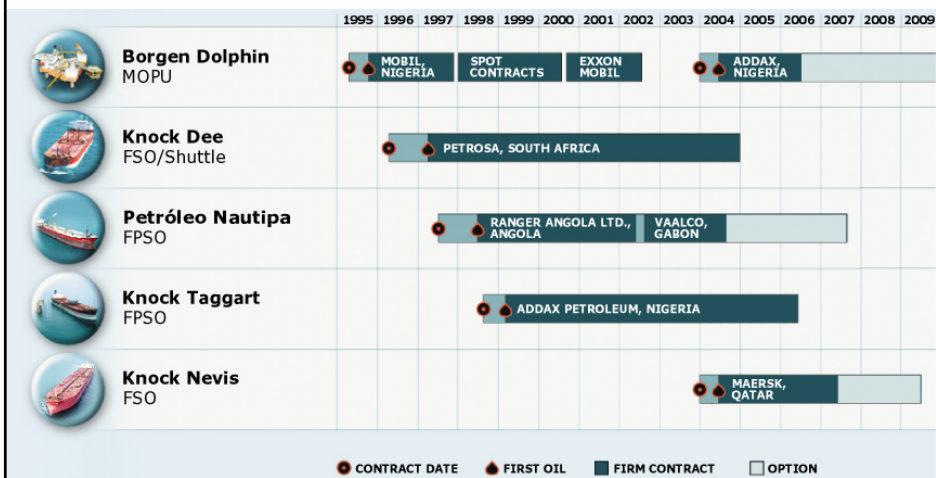 1995 1996 1997 1998 1999 2000 2001 2002 2003 2004 2005 2006 2007 2008 2009
Borgen Dolphin
MOPU
MOBIL,
NIGERIA
SPOT
CONTRACTS
EXXON
MOBIL
ADDAX,
NIGERIA
Knock Dee
FSO/Shuttle
PETROSA, SOUTH AFRICA
Petróleo Nautipa
FPSO
RANGER ANGOLA LTD.,
ANGOLA
VAALCO,
GABON
Knock Taggart
FPSO
ADDAX PETROLEUM, NIGERIA
Knock Nevis
FSO
MAERSK,
QATAR
CONTRACT DATE FIRST OIL FIRM CONTRACT OPTION